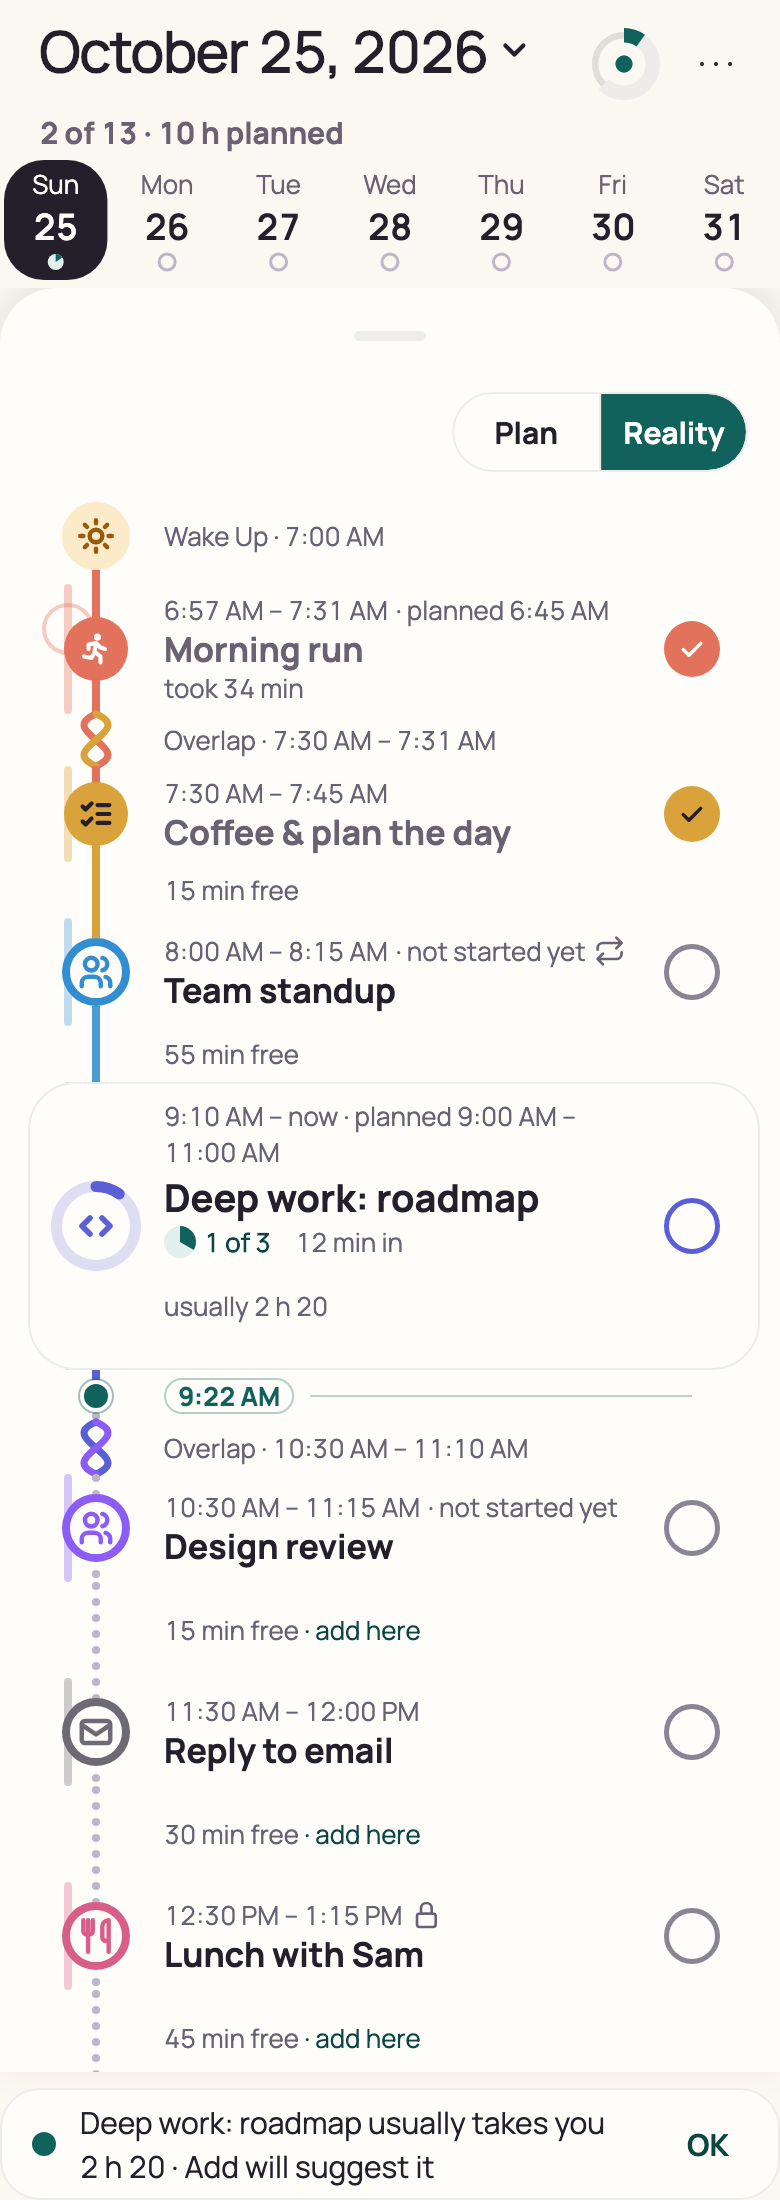 October 25, 2026
...
2 of 13 · 10 h planned
Sun Mon Tue Wed Thu Fri Sat
25 26 27 28 29 30 31
Plan Reality
Wake Up · 7:00 AM
6:57 AM – 7:31 AM · planned 6:45 AM
Morning run
took 34 min
Overlap · 7:30 AM – 7:31 AM
7:30 AM – 7:45 AM
Coffee & plan the day
15 min free
8:00 AM – 8:15 AM · not started yet
Team standup
55 min free
9:10 AM – now · planned 9:00 AM –
11:00 AM
Deep work: roadmap
1 of 3 12 min in
usually 2 h 20
9:22 AM
Overlap · 10:30 AM – 11:10 AM
10:30 AM – 11:15 AM · not started yet
Design review
15 min free · add here
11:30 AM – 12:00 PM
Reply to email
30 min free · add here
12:30 PM – 1:15 PM
Lunch with Sam
45 min free · add here
Deep work: roadmap usually takes you
2 h 20 · Add will suggest it
OK